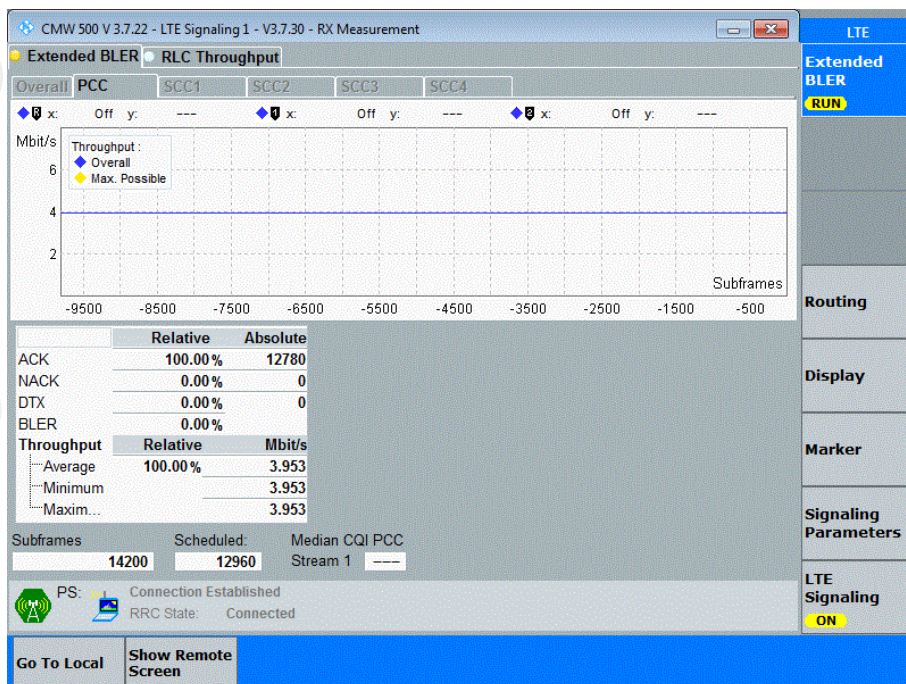 CMW 500 V 3.7.22 - LTE Signaling 1 - V3.7.30 - RX Measurement
LTE
Extended BLER RLC Throughput
Extended
BLER
RUN
Overall PCC SCC1 SCC2 SCC3 SCC4
R x: Off y: --- 1 x: Off y: --- 2 x: Off y: ---
Mbit/s
Throughput :
Overall
Max. Possible
6
4
2
Subframes
-9500 -8500 -7500 -6500 -5500 -4500 -3500 -2500 -1500 -500
Relative Absolute
ACK 100.00 % 12780
NACK 0.00 % 0
DTX 0.00 % 0
BLER 0.00 %
Throughput Relative Mbit/s
Average 100.00 % 3.953
Minimum 3.953
Maxim... 3.953
Subframes Scheduled: Median CQI PCC
14200 12960 Stream 1 ---
PS: Connection Established
RRC State: Connected
Routing
Display
Marker
Signaling
Parameters
LTE
Signaling
ON
Go To Local
Show Remote
Screen